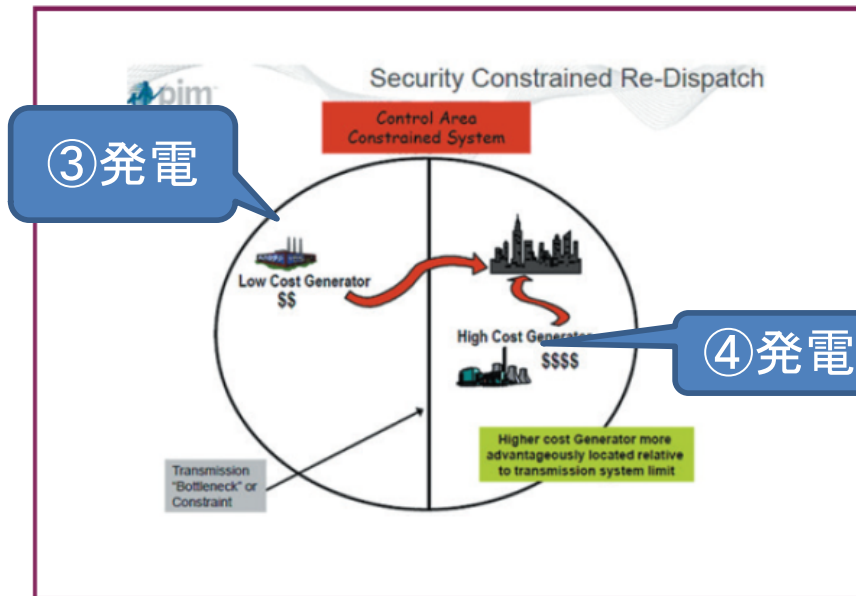 Security Constrained Re-Dispatch
pjm
Control Area
Constrained System
③発電
Low Cost Generator
$$
High Cost Generator
$$$$
④発電
Higher cost Generator more
advantageously located relative
to transmission system limit
Transmission
"Bottleneck" or
Constraint